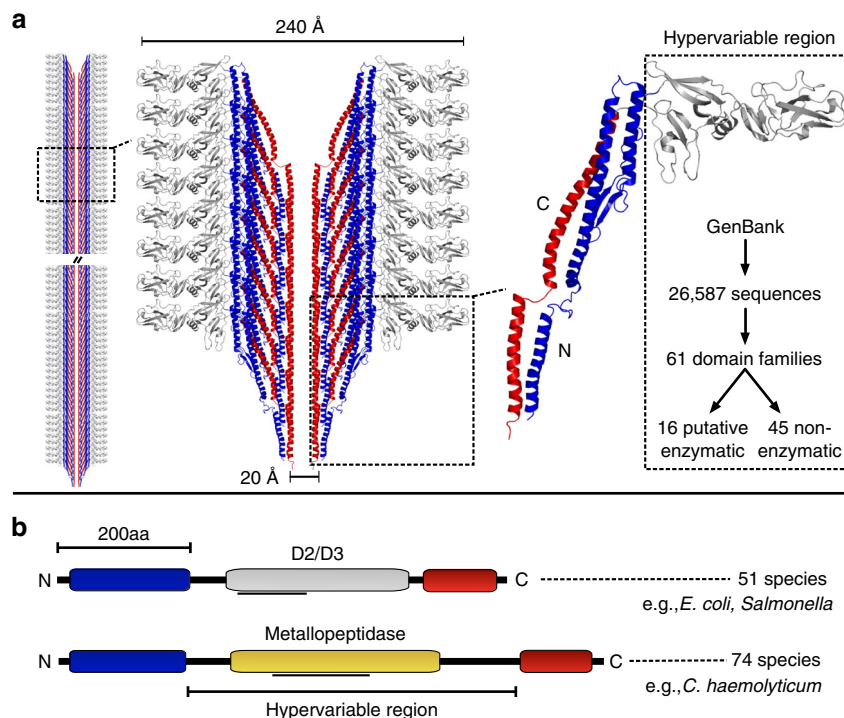 a
240 Å
20 Å
C
N
Hypervariable region
GenBank
26,587 sequences
61 domain families
16 putative enzymatic
45 non-enzymatic
b
200aa
N
D2/D3
C
51 species
e.g.,E. coli, Salmonella
Metallopeptidase
N
C
74 species
e.g.,C. haemolyticum
Hypervariable region